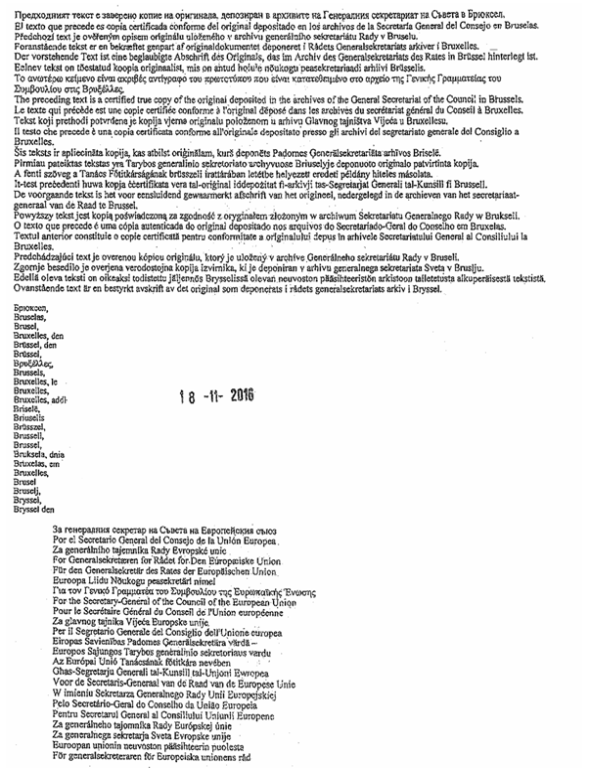 Предходният текст е заверено копие на оригинала, депозиран в архивите на Генералния секретариат на Съвета в Брюксел.
El texto que precede es copia certificada conforme del original depositado en los archivos de la Secretaría General del Consejo en Bruselas.
Předchozí text je ověřeným opisem originálu uloženého v archivu generálního sekretariátu Rady v Bruselu.
Foranstående tekst er en bekræftet genpart af originaldokumentet deponeret i Rådets Generalsekretariats arkiver i Bruxelles.
Der vorstehende Text ist eine beglaubigte Abschrift des Originals, das im Archiv des Generalsekretariats des Rates in Brüssel hinterlegt ist.
Eelnev tekst on tõestatud koopia originaalist, mis on antud hoiule nõukogu peasekretariaadi arhiivi Brüsselis.
Το ανωτέρω κείμενο είναι ακριβές αντίγραφο του πρωτοτύπου που είναι κατατεθειμένο στο αρχείο της Γενικής Γραμματείας του
Συμβουλίου στις Βρυξέλλες.
The preceding text is a certified true copy of the original deposited in the archives of the General Secretariat of the Council in Brussels.
Le texte qui précède est une copie certifiée conforme à l'original déposé dans les archives du secrétariat général du Conseil à Bruxelles.
Tekst koji prethodi potvrđena je kopija vjerna originalu položenom u arhivu Glavnog tajništva Vijeća u Bruxellesu.
Il testo che precede è una copia certificata conforme all'originale depositato presso gli archivi del segretariato generale del Consiglio a
Bruxelles.
Šis teksts ir apliecināta kopija, kas atbilst oriģinālam, kurš deponēts Padomes Ģenerālsekretariāta arhīvos Briselē.
Pirmiau pateiktas tekstas yra Tarybos generalinio sekretoriato archyvuose Briuselyje deponuoto originalo patvirtinta kopija.
A fenti szöveg a Tanács Főtitkárságának brüsszeli irattárában letétbe helyezett eredeti példány hiteles másolata.
It-test preċedenti huwa kopja ċċertifikata vera tal-oriġinal iddepożitat fl-arkivji tas-Segretarjat Ġenerali tal-Kunsill fi Brussell.
De voorgaande tekst is het voor eensluidend gewaarmerkt afschrift van het origineel, nedergelegd in de archieven van het secretariaat-
generaal van de Raad te Brussel.
Powyższy tekst jest kopią poświadczoną za zgodność z oryginałem złożonym w archiwum Sekretariatu Generalnego Rady w Brukseli.
O texto que precede é uma cópia autenticada do original depositado nos arquivos do Secretariado-Geral do Conselho em Bruxelas.
Textul anterior constituie o copie certificată pentru conformitate a originalului depus în arhivele Secretariatului General al Consiliului la
Bruxelles.
Predchádzajúci text je overenou kópiou originálu, ktorý je uložený v archíve Generálneho sekretariátu Rady v Bruseli.
Zgornje besedilo je overjena verodostojna kopija izvirnika, ki je deponiran v arhivu generalnega sekretariata Sveta v Bruslju.
Edellä oleva teksti on oikeaksi todistettu jäljennös Brysselissä olevan neuvoston pääsihteeristön arkistoon talletetusta alkuperäisestä tekstistä.
Ovanstående text är en bestyrkt avskrift av det original som deponerats i rådets generalsekretariats arkiv i Bryssel.
Брюксел,
Bruselas,
Brusel,
Bruxelles, den
Brüssel, den
Brüssel,
Βρυξέλλες,
Brussels,
Bruxelles, le
Bruxelles,
Bruxelles, addì
Briselē,
Briuselis
Brüsszel,
Brussell,
Brussel,
Bruksela, dnia
Bruxelas, em
Bruxelles,
Brusel
Bruselj,
Bryssel,
Bryssel den
18 -11- 2016
За генералния секретар на Съвета на Европейския съюз
Por el Secretario General del Consejo de la Unión Europea
Za generálního tajemníka Rady Evropské unie
For Generalsekretæren for Rådet for Den Europæiske Union
Für den Generalsekretär des Rates der Europäischen Union
Euroopa Liidu Nõukogu peasekretäri nimel
Για τον Γενικό Γραμματέα του Συμβουλίου της Ευρωπαϊκής Ένωσης
For the Secretary-General of the Council of the European Union
Pour le Secrétaire Général du Conseil de l'Union européenne
Za glavnog tajnika Vijeća Europske unije
Per il Segretario Generale del Consiglio dell'Unione europea
Eiropas Savienības Padomes Ģenerālsekretāra vārdā –
Europos Sąjungos Tarybos generalinio sekretoriaus vardu
Az Európai Unió Tanácsának főtitkára nevében
Għas-Segretarju Ġenerali tal-Kunsill tal-Unjoni Ewropea
Voor de Secretaris-Generaal van de Raad van de Europese Unie
W imieniu Sekretarza Generalnego Rady Unii Europejskiej
Pelo Secretário-Geral do Conselho da União Europeia
Pentru Secretarul General al Consiliului Uniunii Europene
Za generálneho tajomníka Rady Európskej únie
Za generalnega sekretarja Sveta Evropske unije
Euroopan unionin neuvoston pääsihteerin puolesta
För generalsekreteraren för Europeiska unionens råd